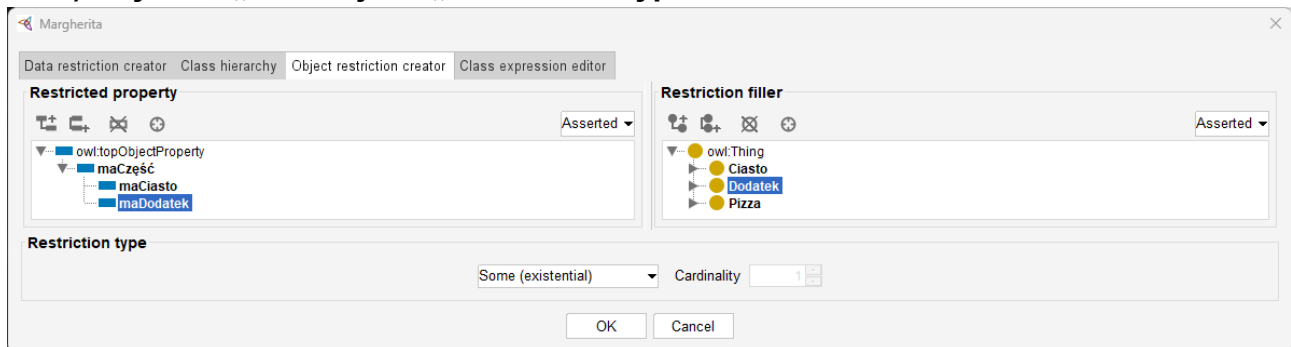 Margherita
Data restriction creator Class hierarchy Object restriction creator Class expression editor
Restricted property
Asserted
owl:topObjectProperty
maCzęść
maCiasto
maDodatek
Restriction filler
Asserted
owl:Thing
Ciasto
Dodatek
Pizza
Restriction type
Some (existential) Cardinality 1
OK Cancel